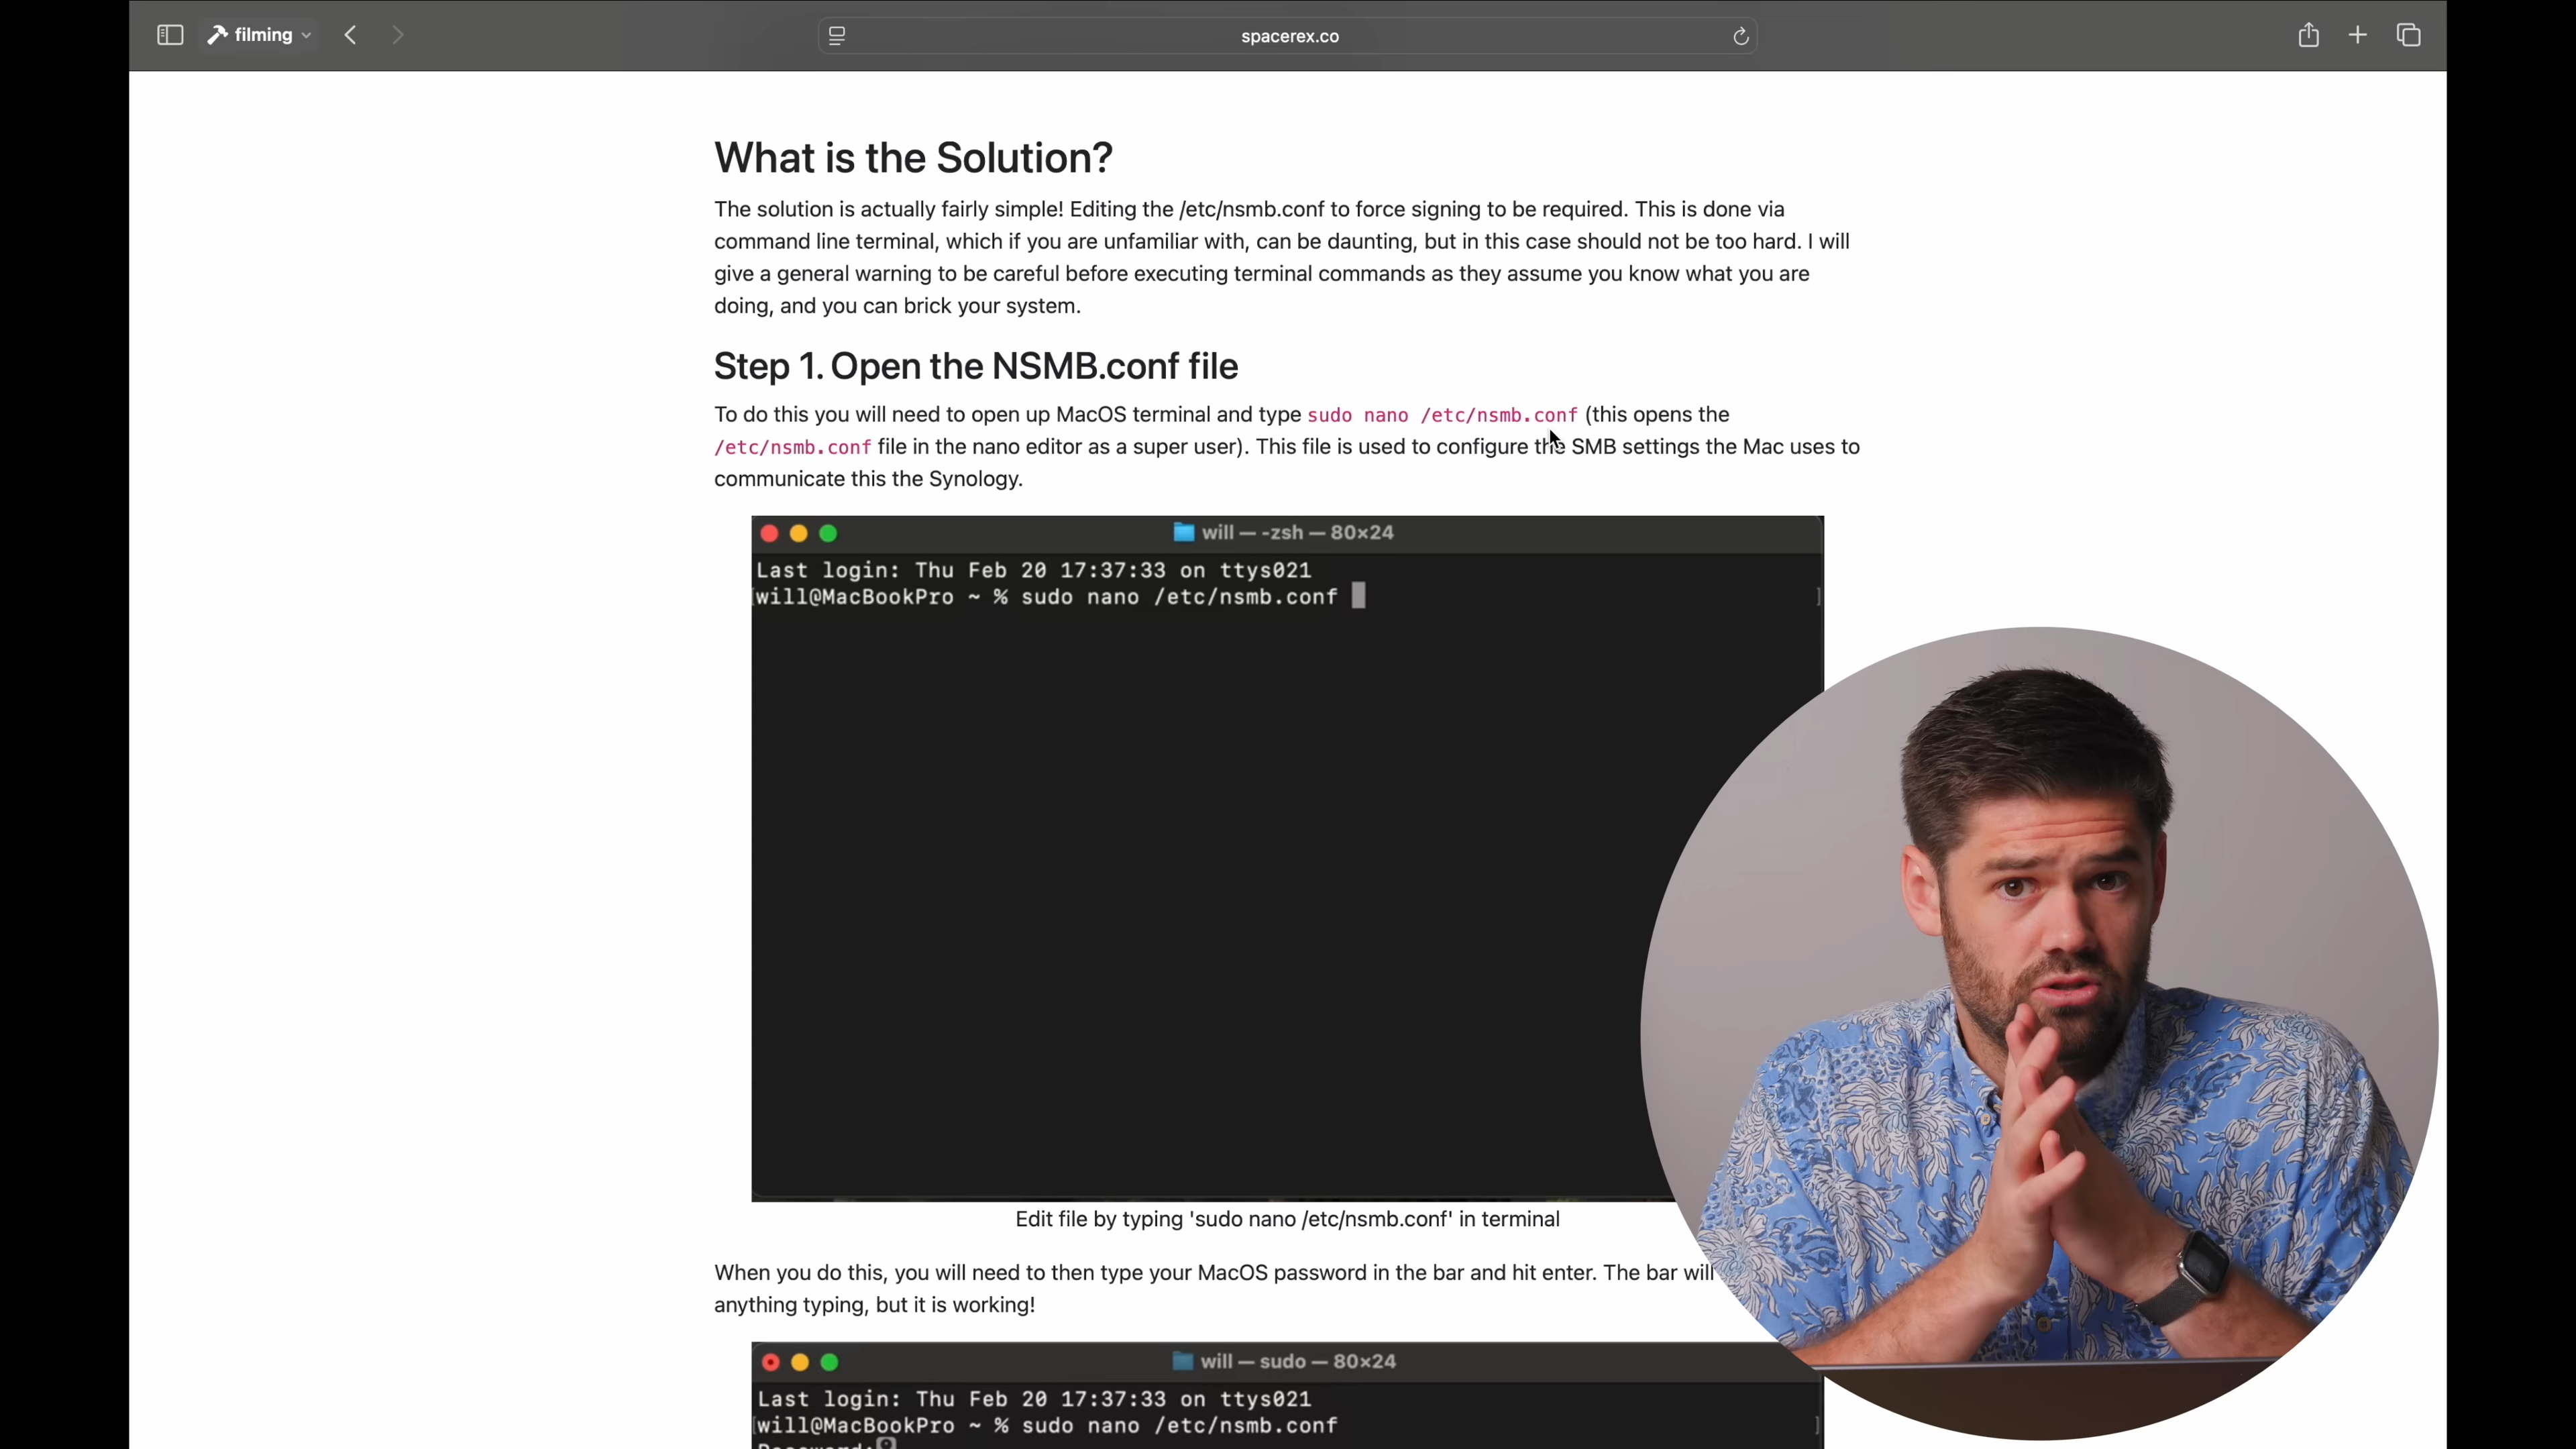 filming
spacerex.co
What is the Solution?
The solution is actually fairly simple! Editing the /etc/nsmb.conf to force signing to be required. This is done via
command line terminal, which if you are unfamiliar with, can be daunting, but in this case should not be too hard. I will
give a general warning to be careful before executing terminal commands as they assume you know what you are
doing, and you can brick your system.
Step 1. Open the NSMB.conf file
To do this you will need to open up MacOS terminal and type sudo nano /etc/nsmb.conf (this opens the
/etc/nsmb.conf file in the nano editor as a super user). This file is used to configure the SMB settings the Mac uses to
communicate this the Synology.
will — -zsh — 80×24
Last login: Thu Feb 20 17:37:33 on ttys021
[will@MacBookPro ~ % sudo nano /etc/nsmb.conf ]
Edit file by typing 'sudo nano /etc/nsmb.conf' in terminal
When you do this, you will need to then type your MacOS password in the bar and hit enter. The bar will
anything typing, but it is working!
will — sudo — 80×24
Last login: Thu Feb 20 17:37:33 on ttys021
[will@MacBookPro ~ % sudo nano /etc/nsmb.conf ]
Password: